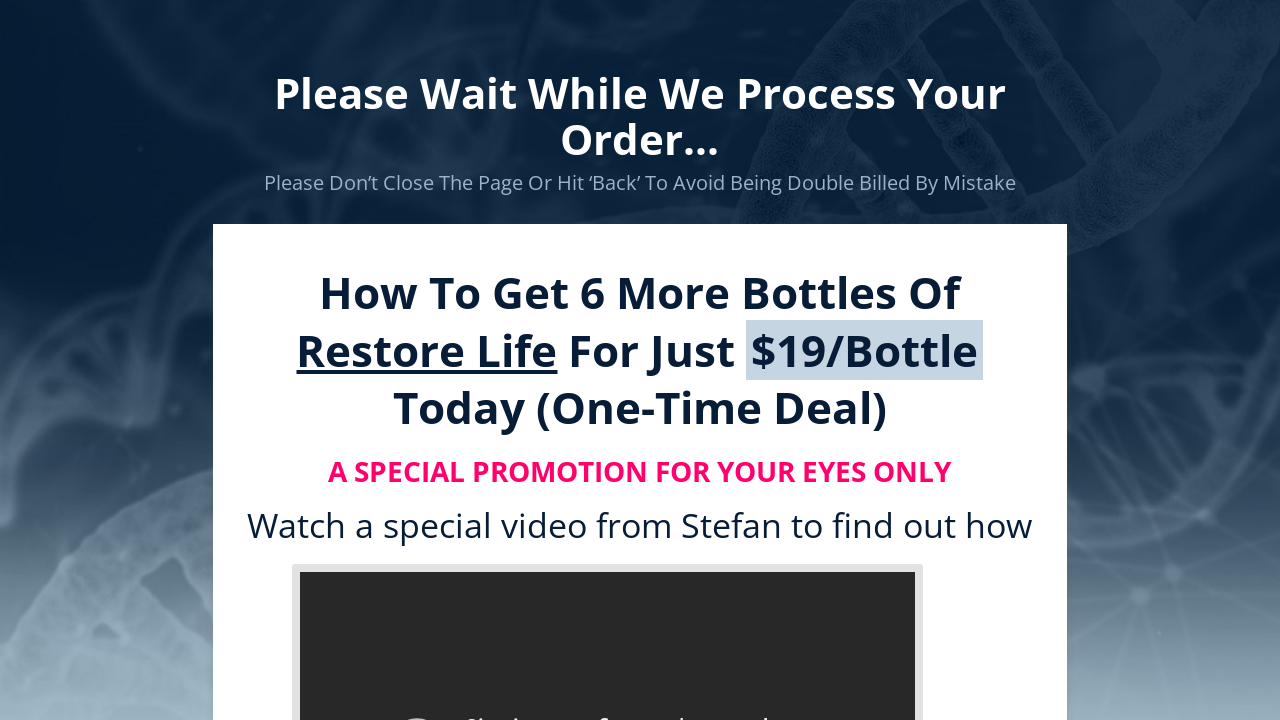 Please Wait While We Process Your
Order...
Please Don’t Close The Page Or Hit ‘Back’ To Avoid Being Double Billed By Mistake
How To Get 6 More Bottles Of
Restore Life For Just $19/Bottle
Today (One-Time Deal)
A SPECIAL PROMOTION FOR YOUR EYES ONLY
Watch a special video from Stefan to find out how